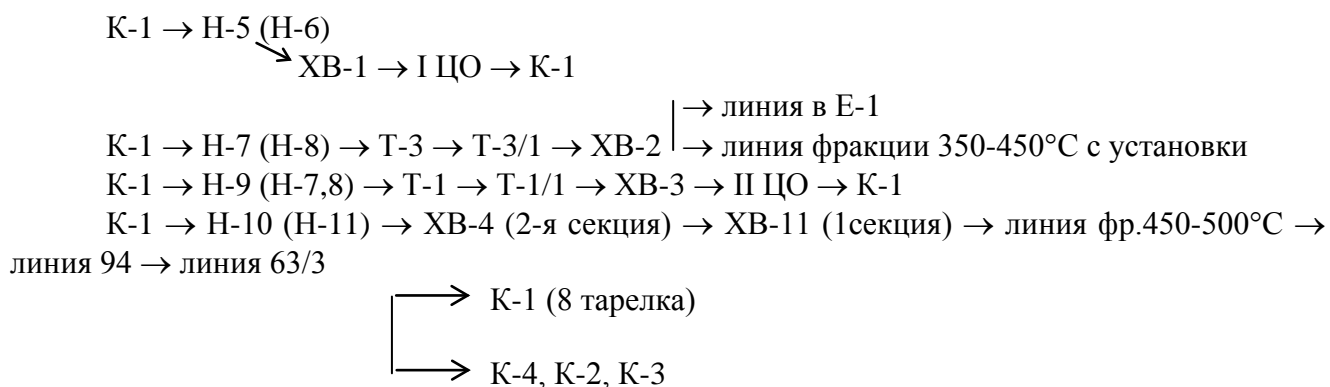 К-1 → Н-5 (Н-6)
ХВ-1 → I ЦО → К-1
→ линия в Е-1
К-1 → Н-7 (Н-8) → Т-3 → Т-3/1 → ХВ-2 → линия фракции 350-450°С с установки
К-1 → Н-9 (Н-7,8) → Т-1 → Т-1/1 → ХВ-3 → II ЦО → К-1
К-1 → Н-10 (Н-11) → ХВ-4 (2-я секция) → ХВ-11 (1секция) → линия фр.450-500°С →
линия 94 → линия 63/3
К-1 (8 тарелка)
К-4, К-2, К-3